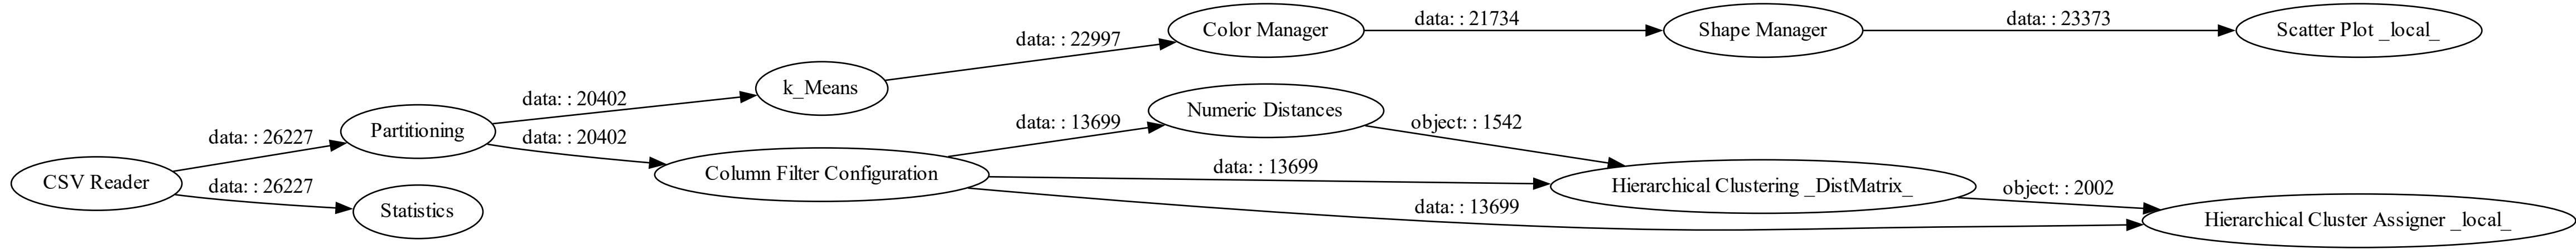 Color Manager
data: : 21734
Shape Manager
data: : 23373
Scatter Plot _local_
data: : 22997
k_Means
data: : 20402
Numeric Distances
data: : 13699
object: : 1542
Partitioning
data: : 26227
data: : 20402
Column Filter Configuration
data: : 13699
Hierarchical Clustering _DistMatrix_
object: : 2002
CSV Reader
data: : 26227
Statistics
data: : 13699
Hierarchical Cluster Assigner _local_